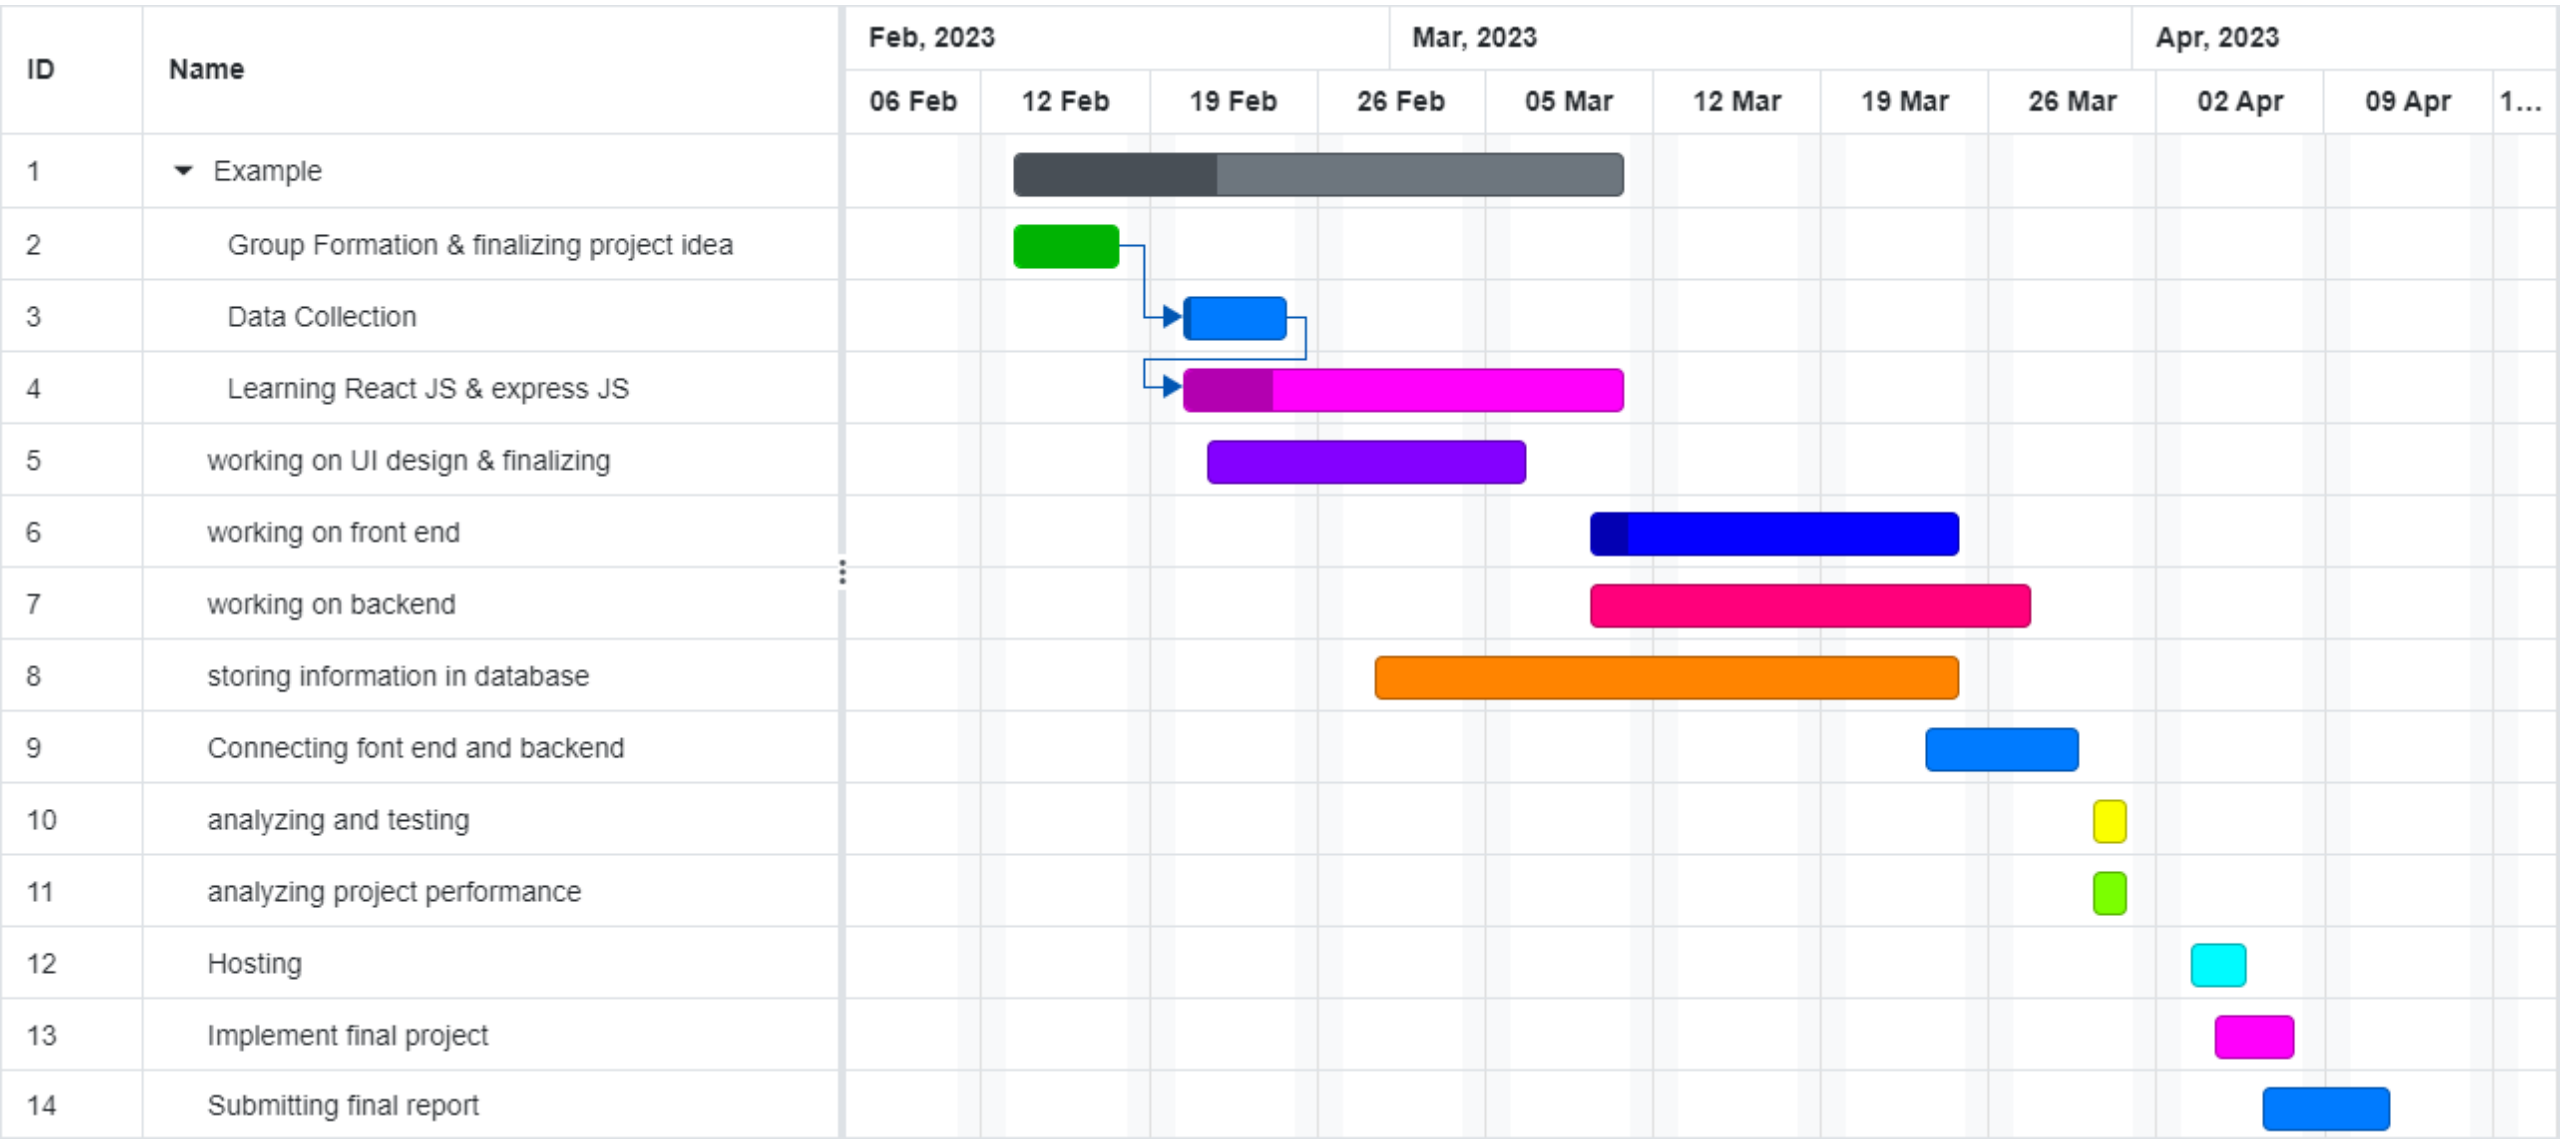 ID Name Feb, 2023 Mar, 2023 Apr, 2023
06 Feb 12 Feb 19 Feb 26 Feb 05 Mar 12 Mar 19 Mar 26 Mar 02 Apr 09 Apr 1...
1 Example
2 Group Formation & finalizing project idea
3 Data Collection
4 Learning React JS & express JS
5 working on UI design & finalizing
6 working on front end
7 working on backend
8 storing information in database
9 Connecting font end and backend
10 analyzing and testing
11 analyzing project performance
12 Hosting
13 Implement final project
14 Submitting final report